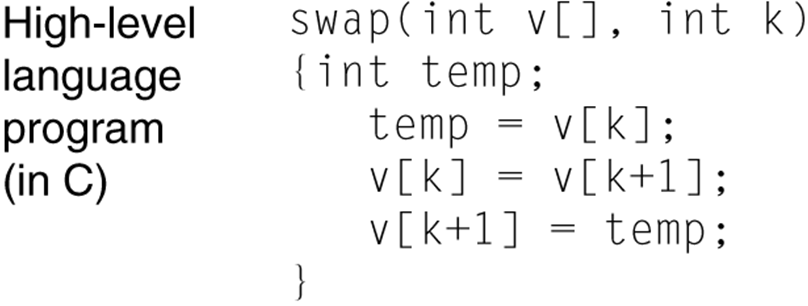 High-level
language
program
(in C)
swap(int v[], int k)
{int temp;
temp = v[k];
v[k] = v[k+1];
v[k+1] = temp;
}